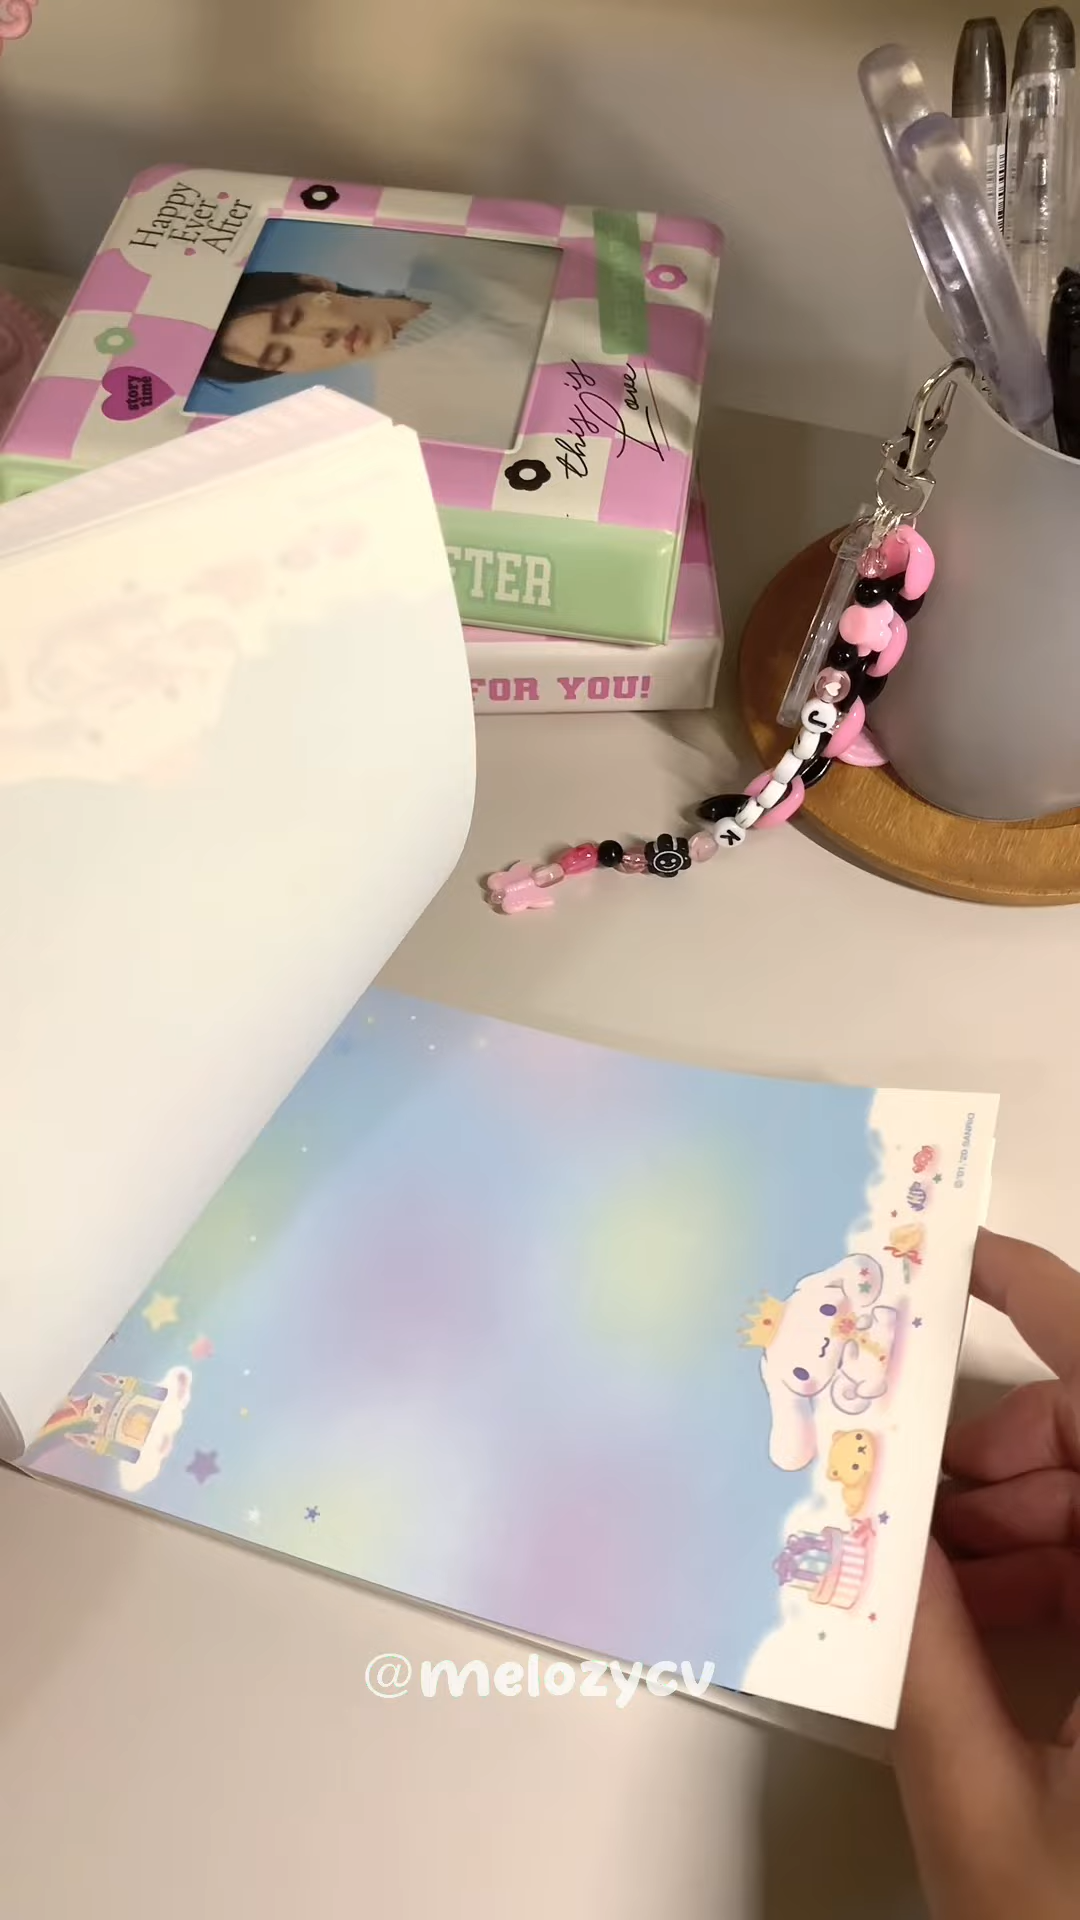 Happy
Ever
After
story
time
this is
Love
FTER
FOR YOU!
J
K
@melozycv